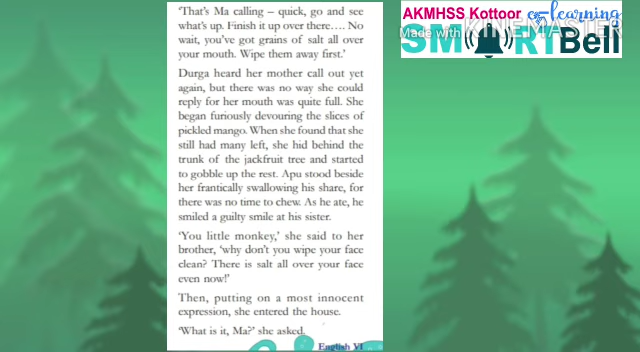 'That's Ma calling – quick, go and see
what's up. Finish it up over there…. No
wait, you've got grains of salt all over
your mouth. Wipe them away first.'
Durga heard her mother call out yet
again, but there was no way she could
reply for her mouth was quite full. She
began furiously devouring the slices of
pickled mango. When she found that she
still had many left, she hid behind the
trunk of the jackfruit tree and started
to gobble up the rest. Apu stood beside
her frantically swallowing his share, for
there was no time to chew. As he ate, he
smiled a guilty smile at his sister.
'You little monkey,' she said to her
brother, 'why don't you wipe your face
clean? There is salt all over your face
even now!'
Then, putting on a most innocent
expression, she entered the house.
'What is it, Ma?' she asked.
English VI
AKMHSS Kottoor e-learning
Made with KINEMASTER
SMART Bell